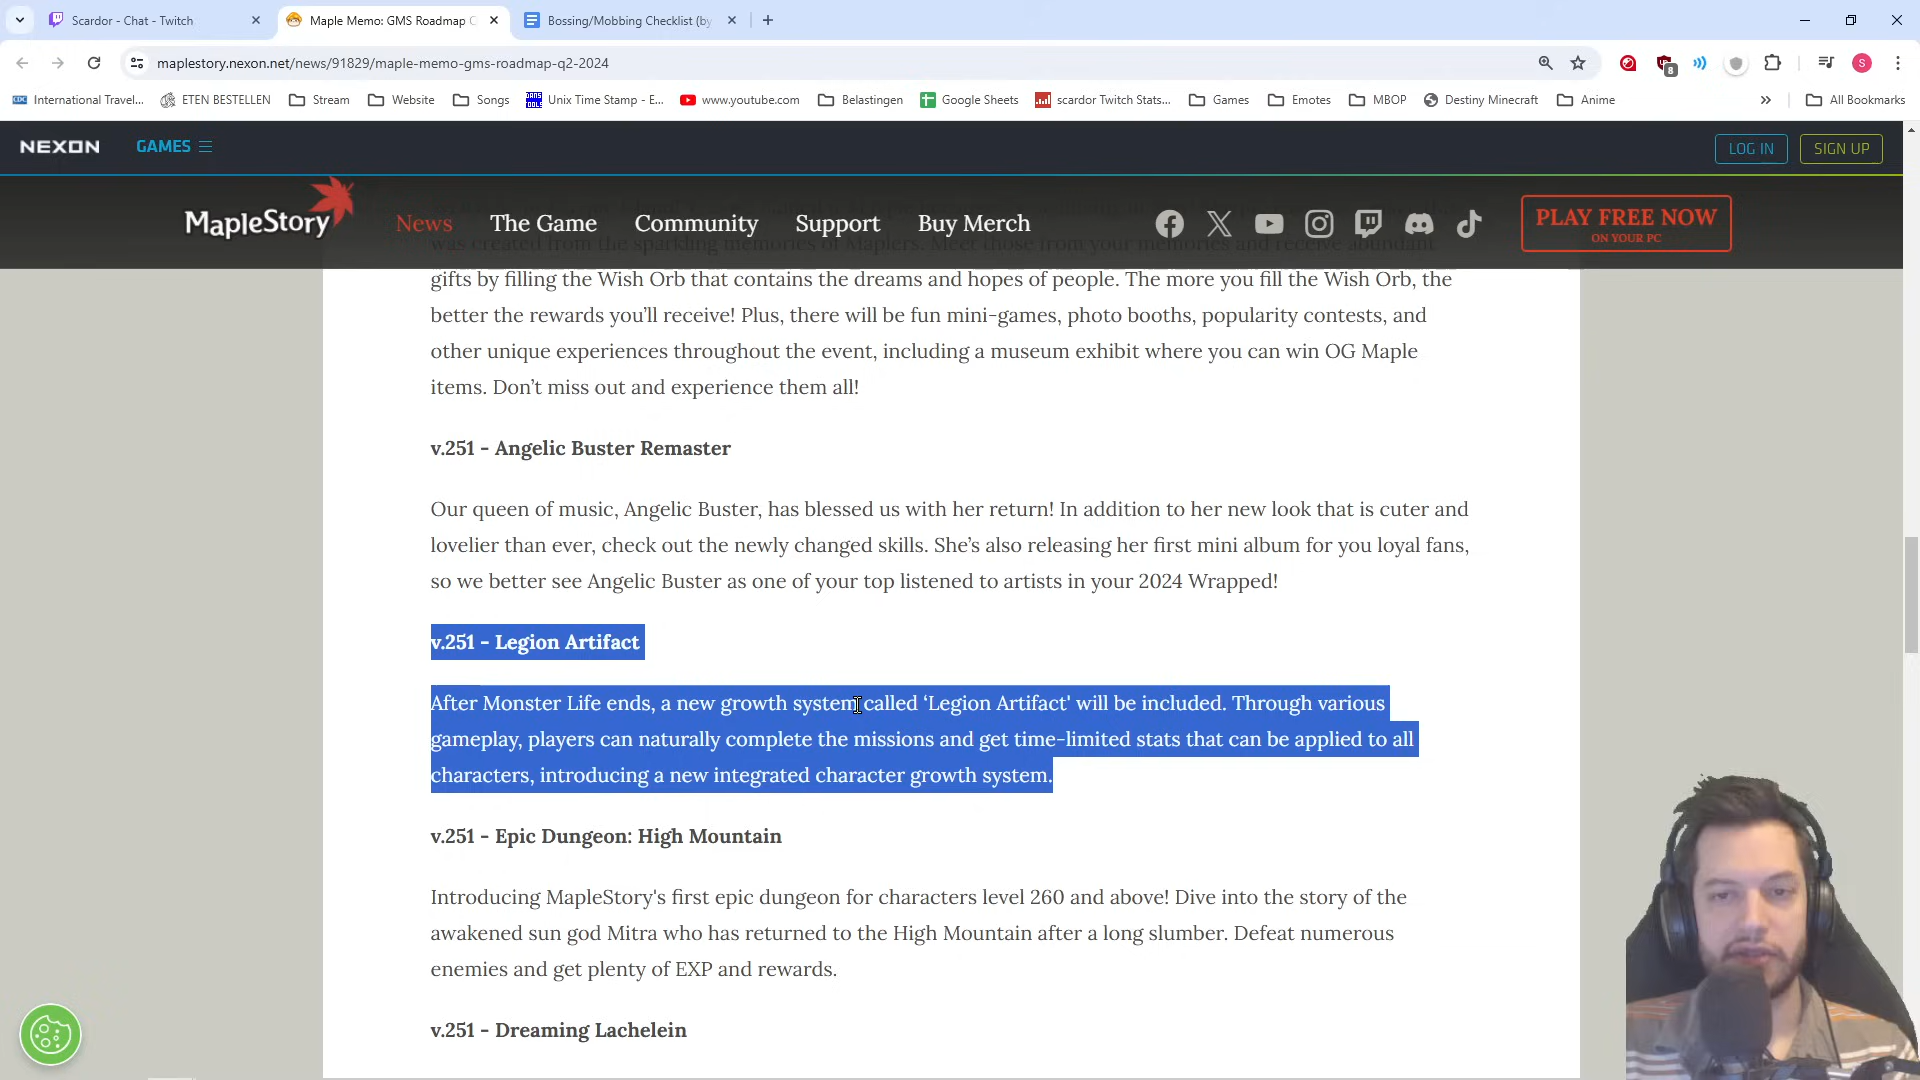 Scardor - Chat - Twitch
Maple Memo: GMS Roadmap
Bossing/Mobbing Checklist (by
maplestory.nexon.net/news/91829/maple-memo-gms-roadmap-q2-2024
8
S
International Travel...
ETEN BESTELLEN
Stream
Website
Songs
Unix Time Stamp - E...
www.youtube.com
Belastingen
Google Sheets
scardor Twitch Stats...
Games
Emotes
MBOP
Destiny Minecraft
Anime
All Bookmarks
NEXON
GAMES
LOG IN
SIGN UP
MapleStory
News
The Game
Community
Support
Buy Merch
PLAY FREE NOW
ON YOUR PC
was created from the sparkling memories of Maplers. Meet those from your memories and receive abundant
gifts by filling the Wish Orb that contains the dreams and hopes of people. The more you fill the Wish Orb, the
better the rewards you’ll receive! Plus, there will be fun mini-games, photo booths, popularity contests, and
other unique experiences throughout the event, including a museum exhibit where you can win OG Maple
items. Don’t miss out and experience them all!
v.251 - Angelic Buster Remaster
Our queen of music, Angelic Buster, has blessed us with her return! In addition to her new look that is cuter and
lovelier than ever, check out the newly changed skills. She’s also releasing her first mini album for you loyal fans,
so we better see Angelic Buster as one of your top listened to artists in your 2024 Wrapped!
v.251 - Legion Artifact
After Monster Life ends, a new growth system called ‘Legion Artifact' will be included. Through various
gameplay, players can naturally complete the missions and get time-limited stats that can be applied to all
characters, introducing a new integrated character growth system.
v.251 - Epic Dungeon: High Mountain
Introducing MapleStory's first epic dungeon for characters level 260 and above! Dive into the story of the
awakened sun god Mitra who has returned to the High Mountain after a long slumber. Defeat numerous
enemies and get plenty of EXP and rewards.
v.251 - Dreaming Lachelein